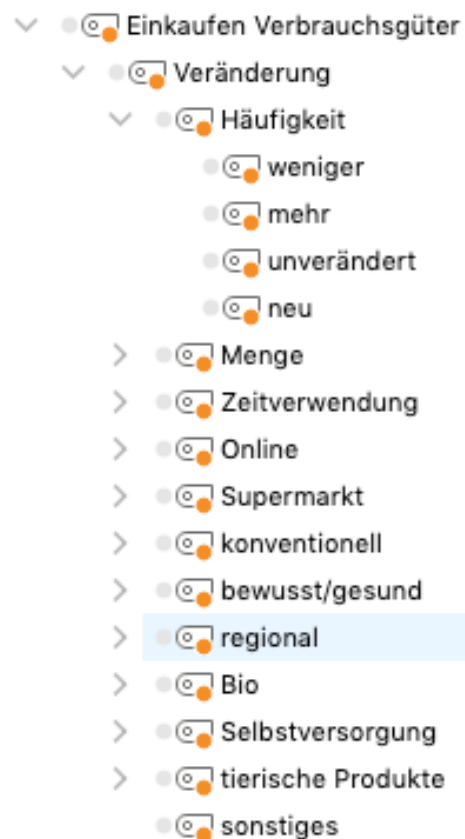 Einkaufen Verbrauchsgüter
Veränderung
Häufigkeit
weniger
mehr
unverändert
neu
Menge
Zeitverwendung
Online
Supermarkt
konventionell
bewusst/gesund
regional
Bio
Selbstversorgung
tierische Produkte
sonstiges